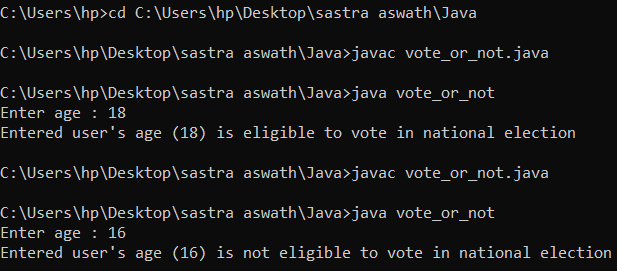 C:\Users\hp>cd C:\Users\hp\Desktop\sastra aswath\Java
C:\Users\hp\Desktop\sastra aswath\Java>javac vote_or_not.java
C:\Users\hp\Desktop\sastra aswath\Java>java vote_or_not
Enter age : 18
Entered user's age (18) is eligible to vote in national election
C:\Users\hp\Desktop\sastra aswath\Java>javac vote_or_not.java
C:\Users\hp\Desktop\sastra aswath\Java>java vote_or_not
Enter age : 16
Entered user's age (16) is not eligible to vote in national election